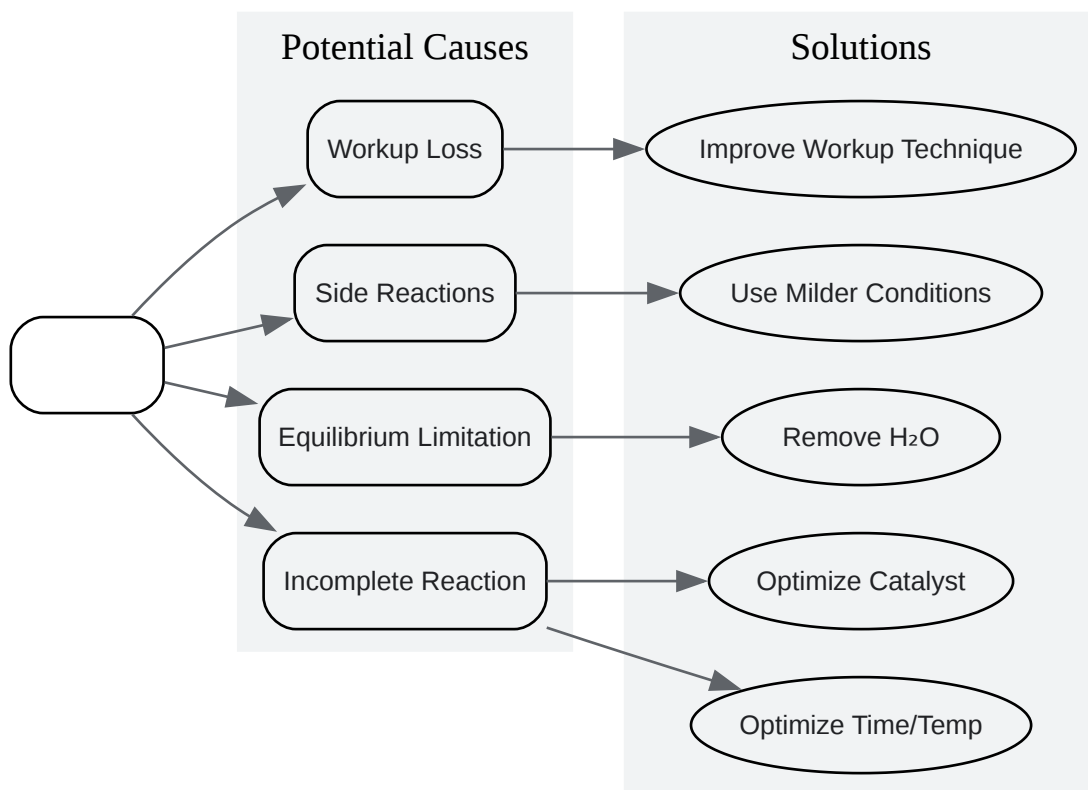 Potential Causes
Solutions
Workup Loss
Improve Workup Technique
Side Reactions
Use Milder Conditions
Equilibrium Limitation
Remove H₂O
Incomplete Reaction
Optimize Catalyst
Optimize Time/Temp